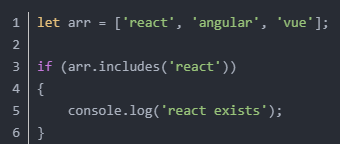 1 let arr = ['react', 'angular', 'vue'];
2
3 if (arr.includes('react'))
4 {
5     console.log('react exists');
6 }